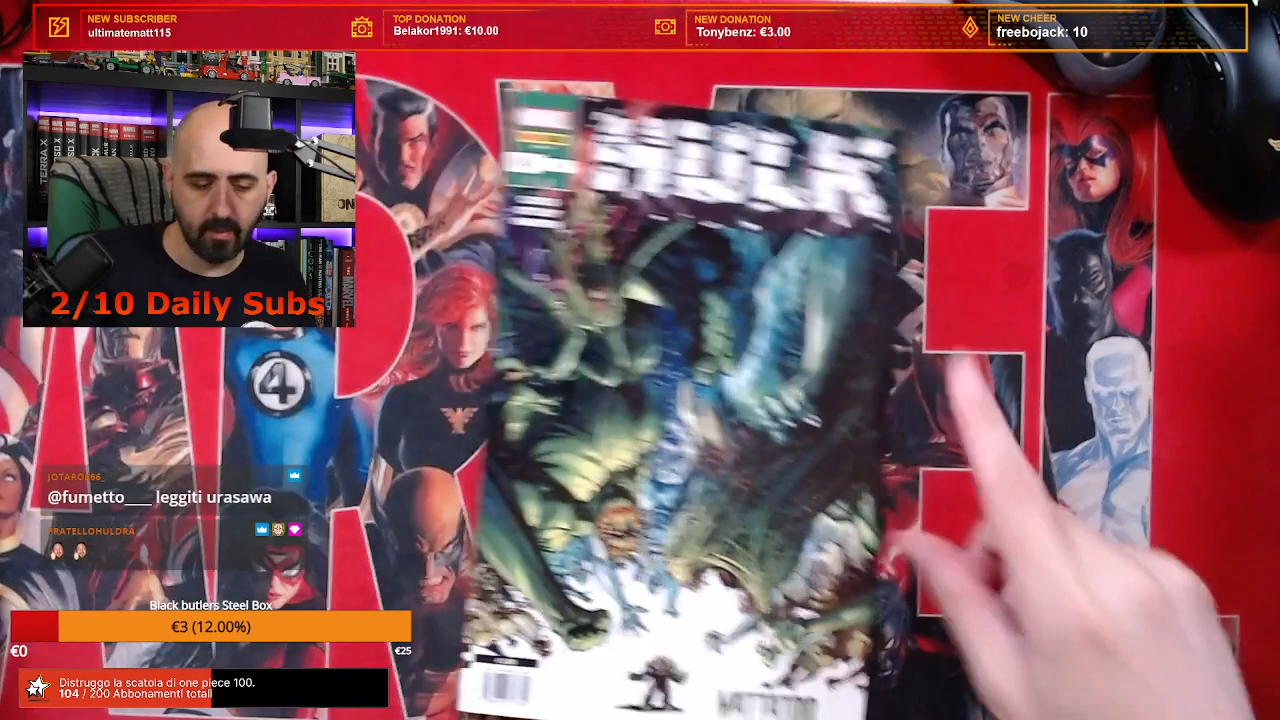 NEW SUBSCRIBER
ultimatematt115
TOP DONATION
Belakor1991: €10.00
NEW DONATION
Tonybenz: €3.00
NEW CHEER
freebojack: 10
2/10 Daily Subs
HULK
4
@fumetto___ leggiti urasawa
FRATELLOHULDRA
Black butlers Steel Box
€3 (12.00%)
€0
€25
Distruggo la scatola di one piece 100.
104 / 200 Abbonamenti totali